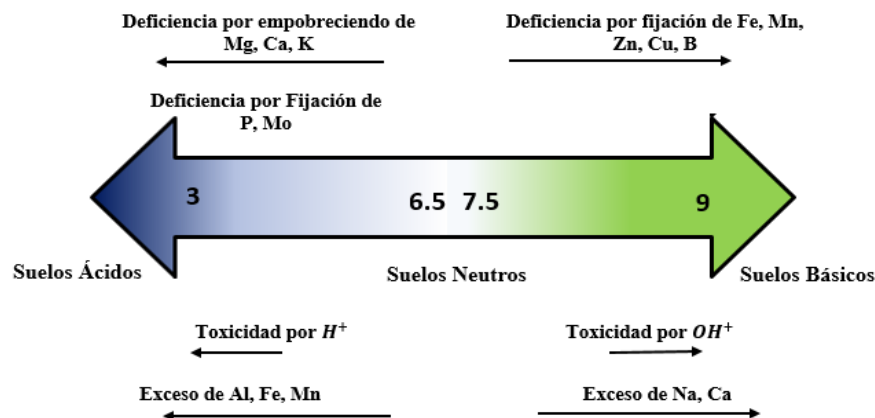 Deficiencia por empobreciendo de
Mg, Ca, K
Deficiencia por fijación de Fe, Mn,
Zn, Cu, B
Deficiencia por Fijación de
P, Mo
3
6.5
7.5
9
Suelos Ácidos
Suelos Neutros
Suelos Básicos
Toxicidad por H⁺
Toxicidad por OH⁺
Exceso de Al, Fe, Mn
Exceso de Na, Ca